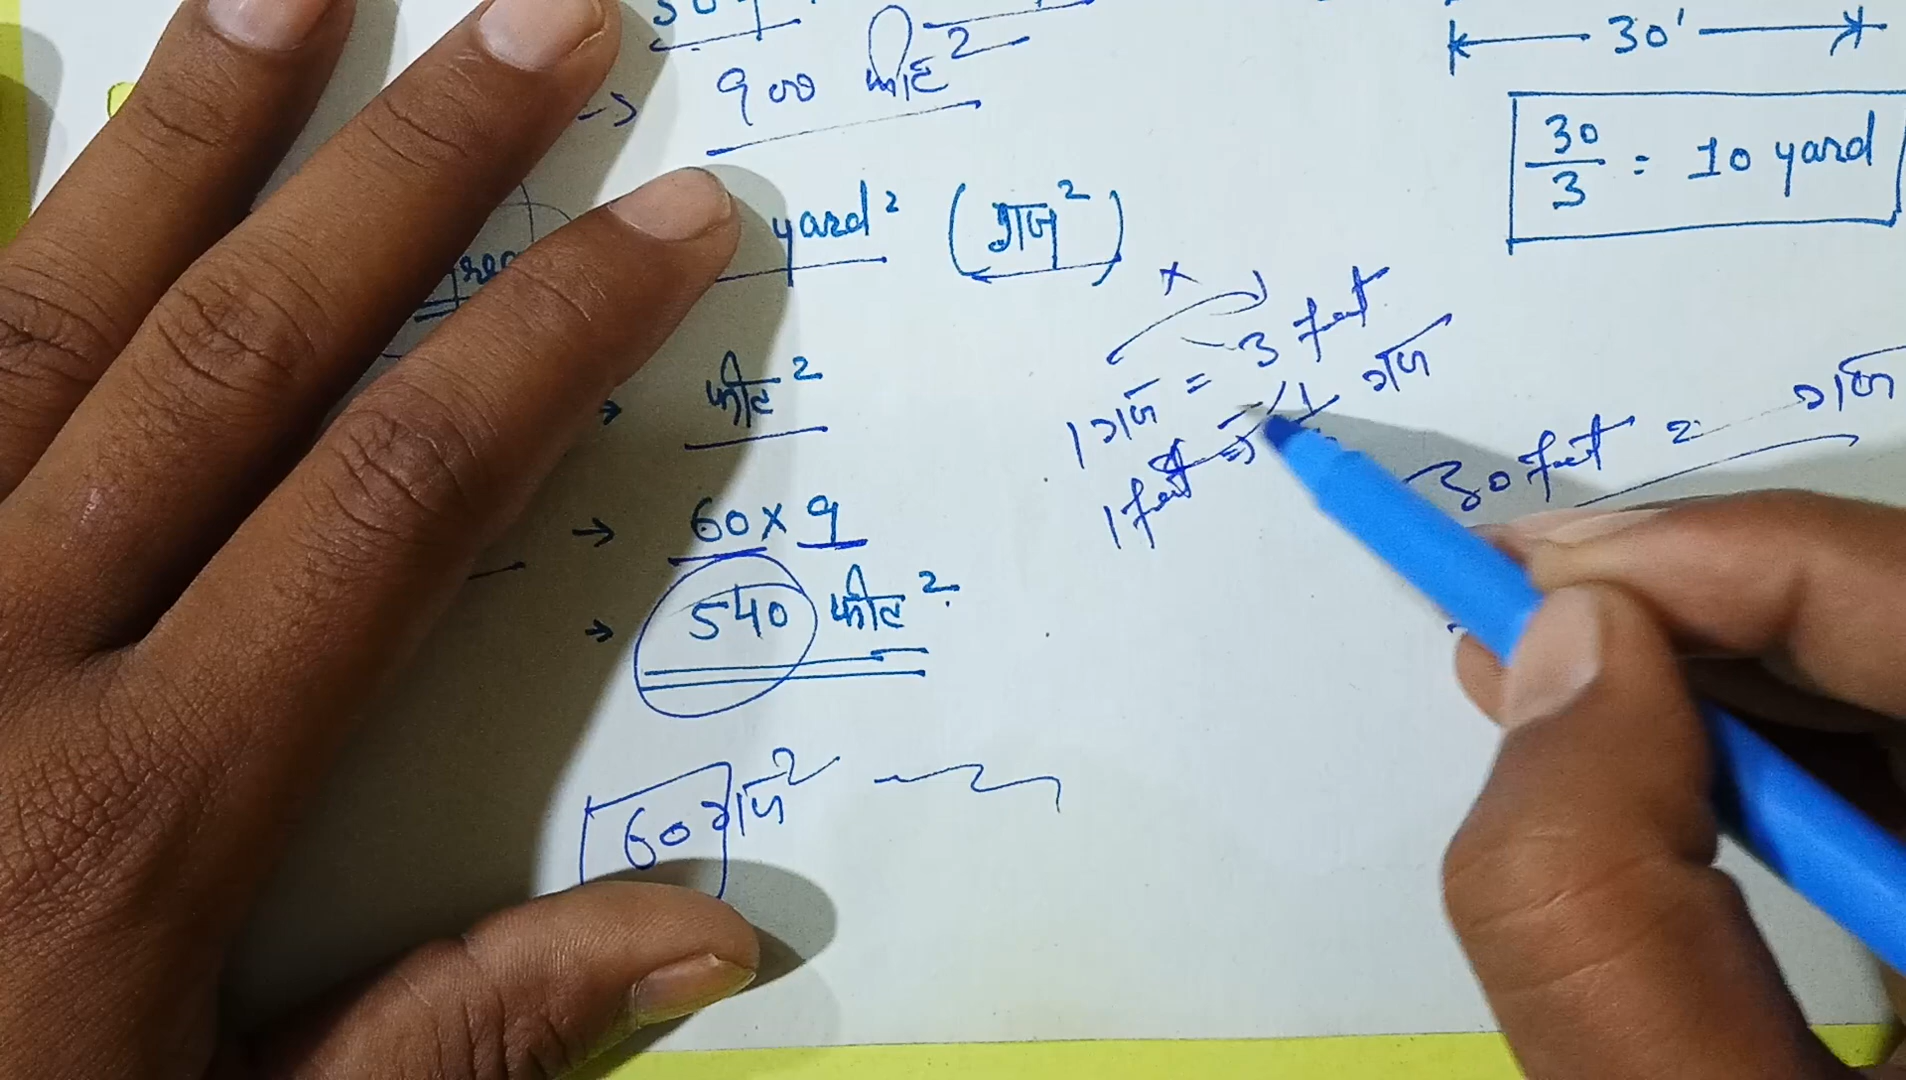 900 फीट²
30'
30/3 = 10 yard
yard² (गज²)
फीट²
1 गज = 3 feet
1 feet = गज
30 feet = गज
60 x 9
540 फीट²
60 गज²